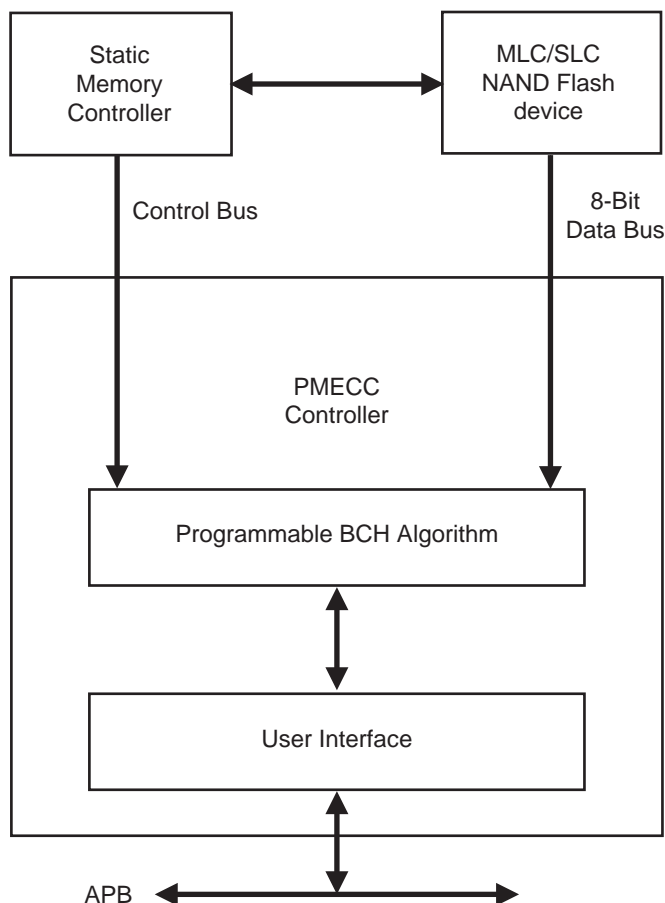 Static
Memory
Controller
MLC/SLC
NAND Flash
device
Control Bus
8-Bit
Data Bus
PMECC
Controller
Programmable BCH Algorithm
User Interface
APB